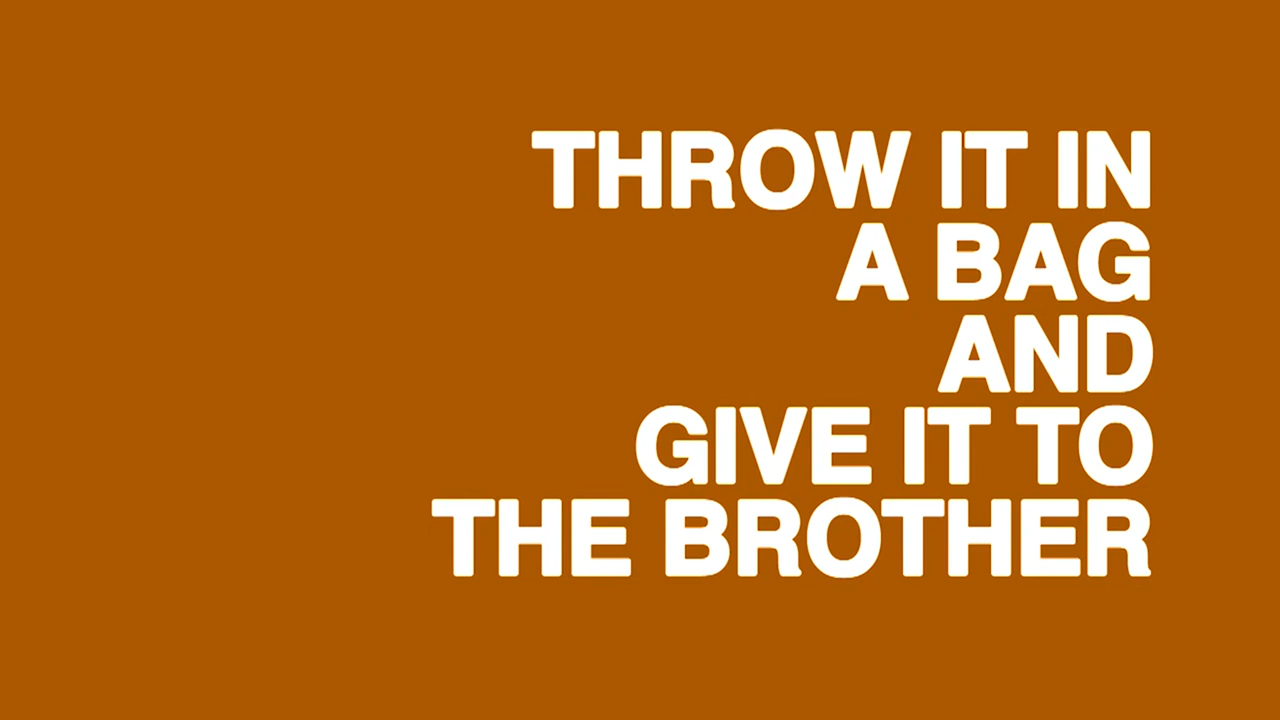 THROW IT IN
A BAG
AND
GIVE IT TO
THE BROTHER